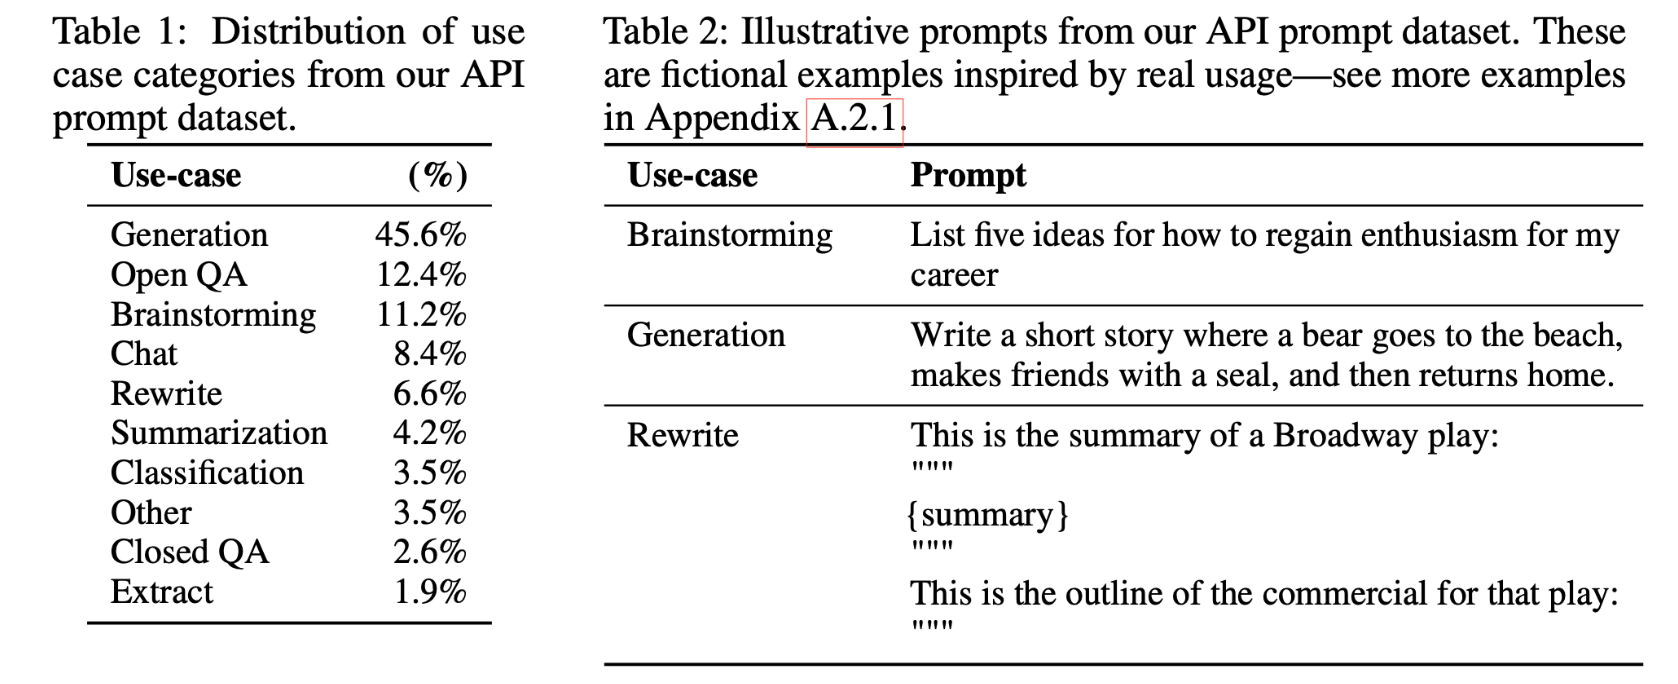 Table 1: Distribution of use
case categories from our API
prompt dataset.
Use-case (%)
Generation 45.6%
Open QA 12.4%
Brainstorming 11.2%
Chat 8.4%
Rewrite 6.6%
Summarization 4.2%
Classification 3.5%
Other 3.5%
Closed QA 2.6%
Extract 1.9%
Table 2: Illustrative prompts from our API prompt dataset. These
are fictional examples inspired by real usage—see more examples
in Appendix A.2.1.
Use-case Prompt
Brainstorming List five ideas for how to regain enthusiasm for my
career
Generation Write a short story where a bear goes to the beach,
makes friends with a seal, and then returns home.
Rewrite This is the summary of a Broadway play:
"""
{summary}
"""
This is the outline of the commercial for that play:
"""